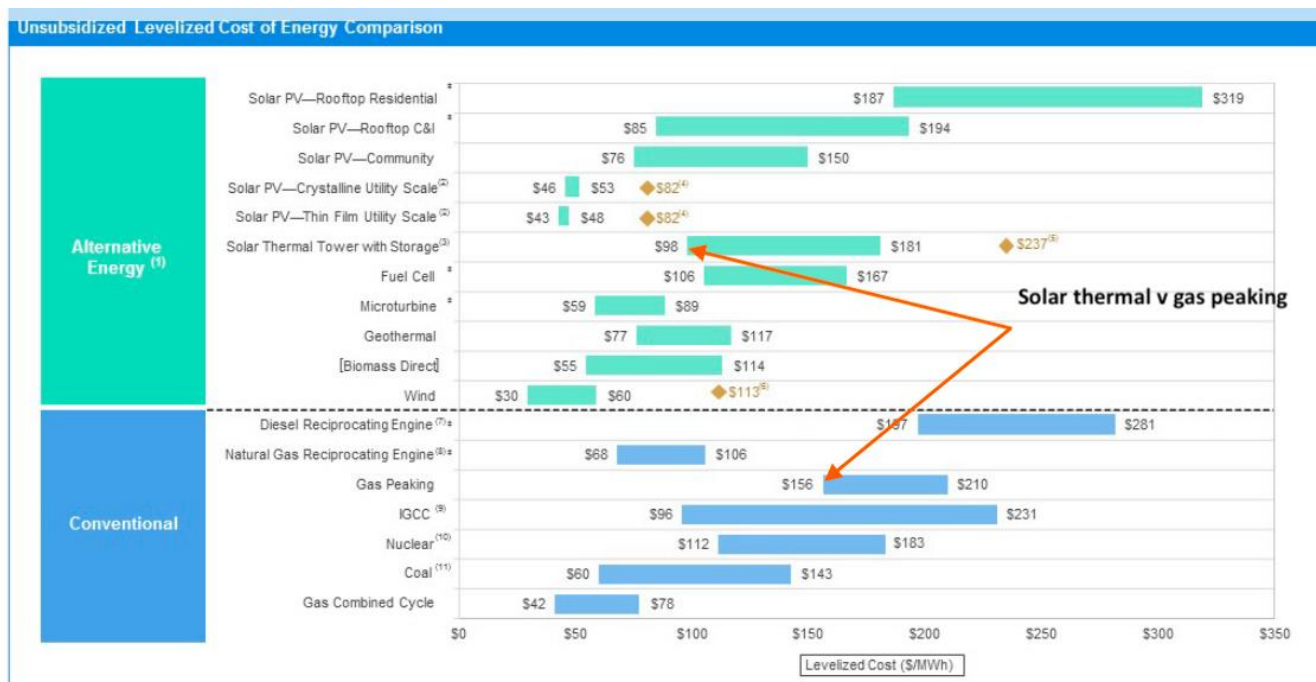 Unsubsidized Levelized Cost of Energy Comparison
Alternative
Energy (1)
Solar PV—Rooftop Residential ‡ $187 $319
Solar PV—Rooftop C&I ‡ $85 $194
Solar PV—Community $76 $150
Solar PV—Crystalline Utility Scale(2) $46 $53 $82(4)
Solar PV—Thin Film Utility Scale(2) $43 $48 $82(4)
Solar Thermal Tower with Storage(3) $98 $181 $237(5)
Fuel Cell ‡ $106 $167
Solar thermal v gas peaking
Microturbine ‡ $59 $89
Geothermal $77 $117
[Biomass Direct] $55 $114
Wind $30 $60 $113(6)
Conventional
Diesel Reciprocating Engine(7)‡ $197 $281
Natural Gas Reciprocating Engine(8)‡ $68 $106
Gas Peaking $156 $210
IGCC (9) $96 $231
Nuclear(10) $112 $183
Coal(11) $60 $143
Gas Combined Cycle $42 $78
$0 $50 $100 $150 $200 $250 $300 $350
Levelized Cost ($/MWh)